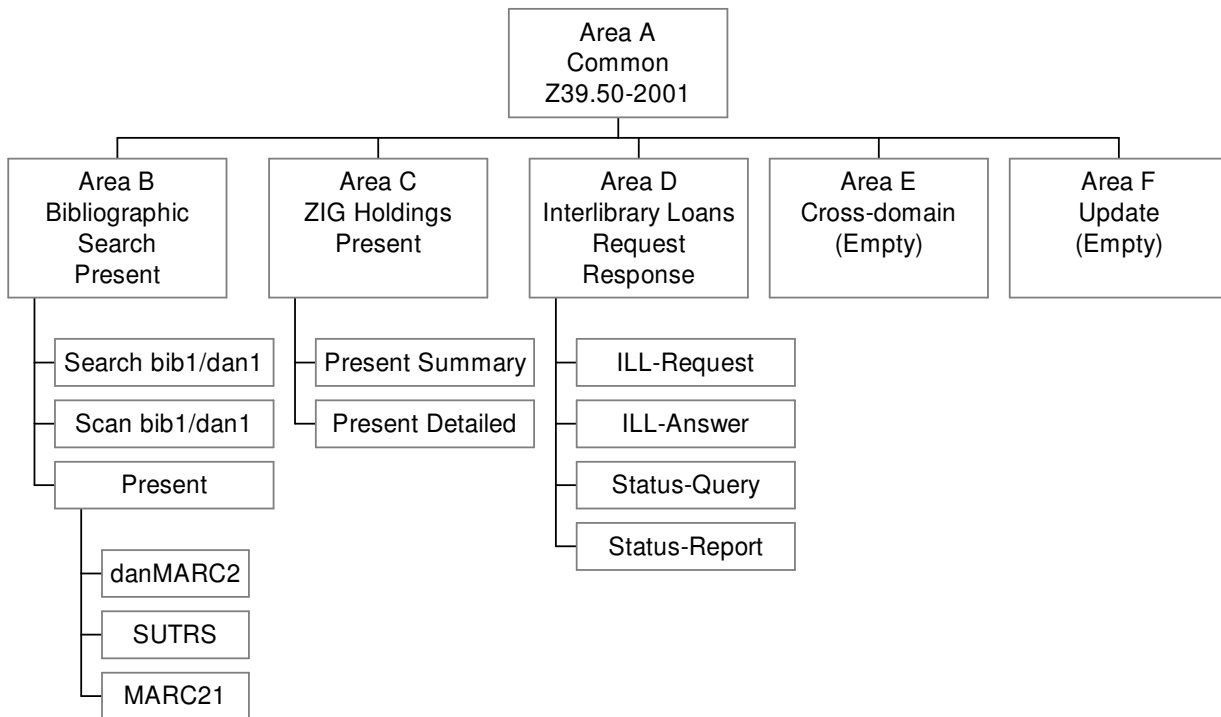 Area A
Common
Z39.50-2001
Area B
Bibliographic
Search
Present
Area C
ZIG Holdings
Present
Area D
Interlibrary Loans
Request
Response
Area E
Cross-domain
(Empty)
Area F
Update
(Empty)
Search bib1/dan1
Scan bib1/dan1
Present
danMARC2
SUTRS
MARC21
Present Summary
Present Detailed
ILL-Request
ILL-Answer
Status-Query
Status-Report